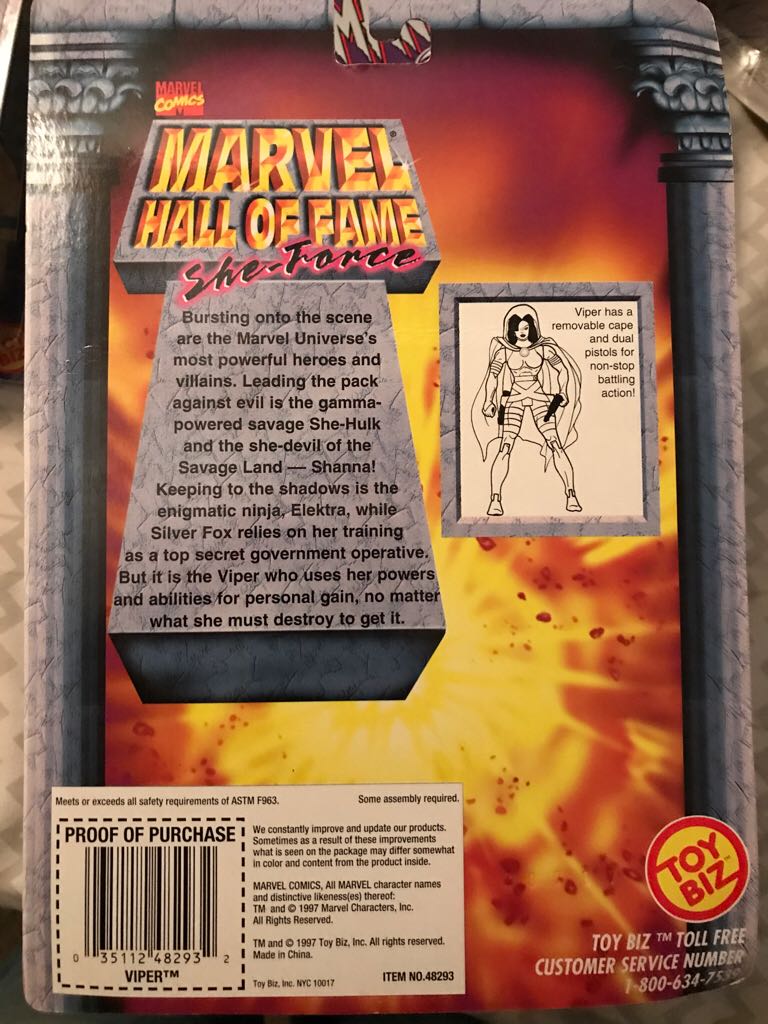 MARVEL
COMICS
MARVEL®
HALL OF FAME
She-Force
Bursting onto the scene
are the Marvel Universe's
most powerful heroes and
villains. Leading the pack
against evil is the gamma-
powered savage She-Hulk
and the she-devil of the
Savage Land — Shanna!
Keeping to the shadows is the
enigmatic ninja, Elektra, while
Silver Fox relies on her training
as a top secret government operative.
But it is the Viper who uses her powers
and abilities for personal gain, no matter
what she must destroy to get it.
Viper has a
removable cape
and dual
pistols for
non-stop
battling
action!
Meets or exceeds all safety requirements of ASTM F963.
Some assembly required.
PROOF OF PURCHASE
0 35112 48293 2
VIPER™
We constantly improve and update our products.
Sometimes as a result of these improvements
what is seen on the package may differ somewhat
in color and content from the product inside.
MARVEL COMICS, All MARVEL character names
and distinctive likeness(es) thereof:
TM and © 1997 Marvel Characters, Inc.
All Rights Reserved.
TM and © 1997 Toy Biz, Inc. All rights reserved.
Made in China.
Toy Biz, Inc. NYC 10017
ITEM NO.48293
TOY
BIZ™
TOY BIZ ™ TOLL FREE
CUSTOMER SERVICE NUMBER